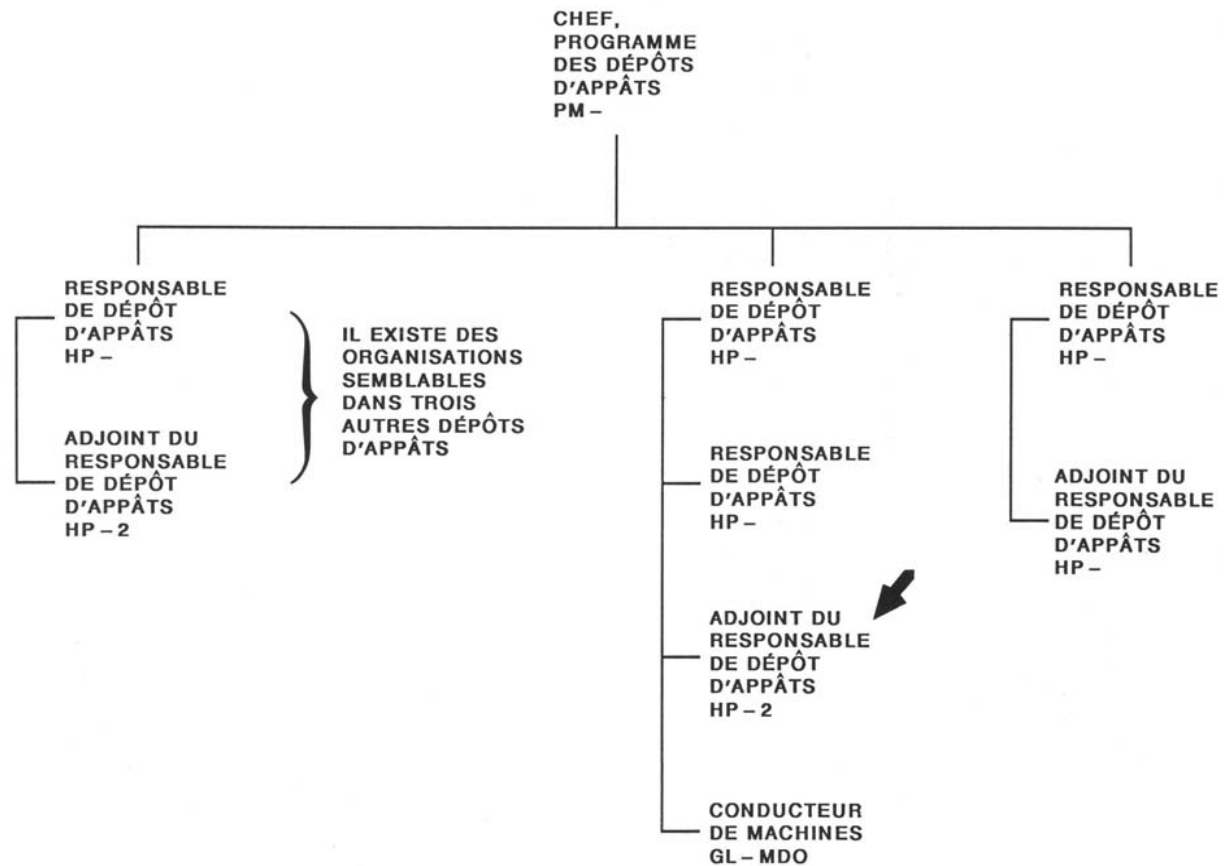 CHEF,
PROGRAMME
DES DÉPÔTS
D'APPÂTS
PM –
RESPONSABLE
DE DÉPÔT
D'APPÂTS
HP –
ADJOINT DU
RESPONSABLE
DE DÉPÔT
D'APPÂTS
HP – 2
IL EXISTE DES
ORGANISATIONS
SEMBLABLES
DANS TROIS
AUTRES DÉPÔTS
D'APPÂTS
RESPONSABLE
DE DÉPÔT
D'APPÂTS
HP –
RESPONSABLE
DE DÉPÔT
D'APPÂTS
HP –
ADJOINT DU
RESPONSABLE
DE DÉPÔT
D'APPÂTS
HP – 2
CONDUCTEUR
DE MACHINES
GL – MDO
RESPONSABLE
DE DÉPÔT
D'APPÂTS
HP –
ADJOINT DU
RESPONSABLE
DE DÉPÔT
D'APPÂTS
HP –